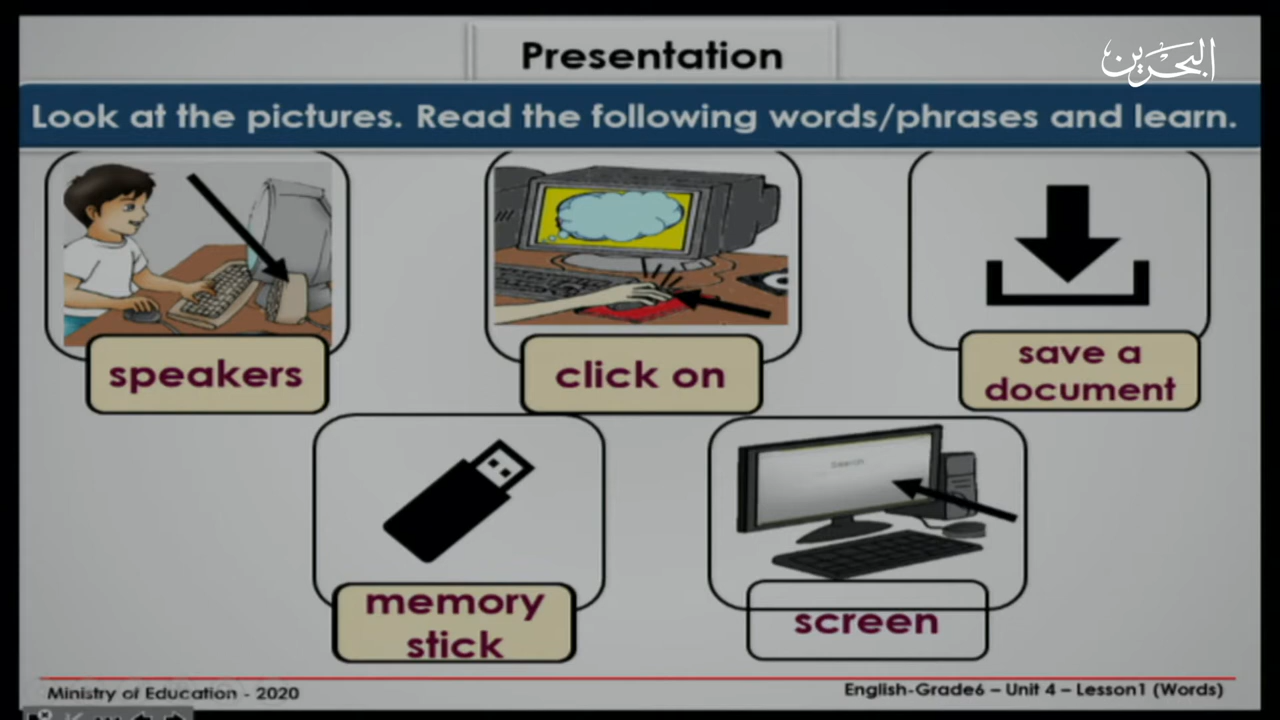 Presentation
البحرين
Look at the pictures. Read the following words/phrases and learn.
speakers
click on
save a
document
Search
memory
stick
screen
Ministry of Education - 2020
English-Grade6 – Unit 4 – Lesson1 (Words)